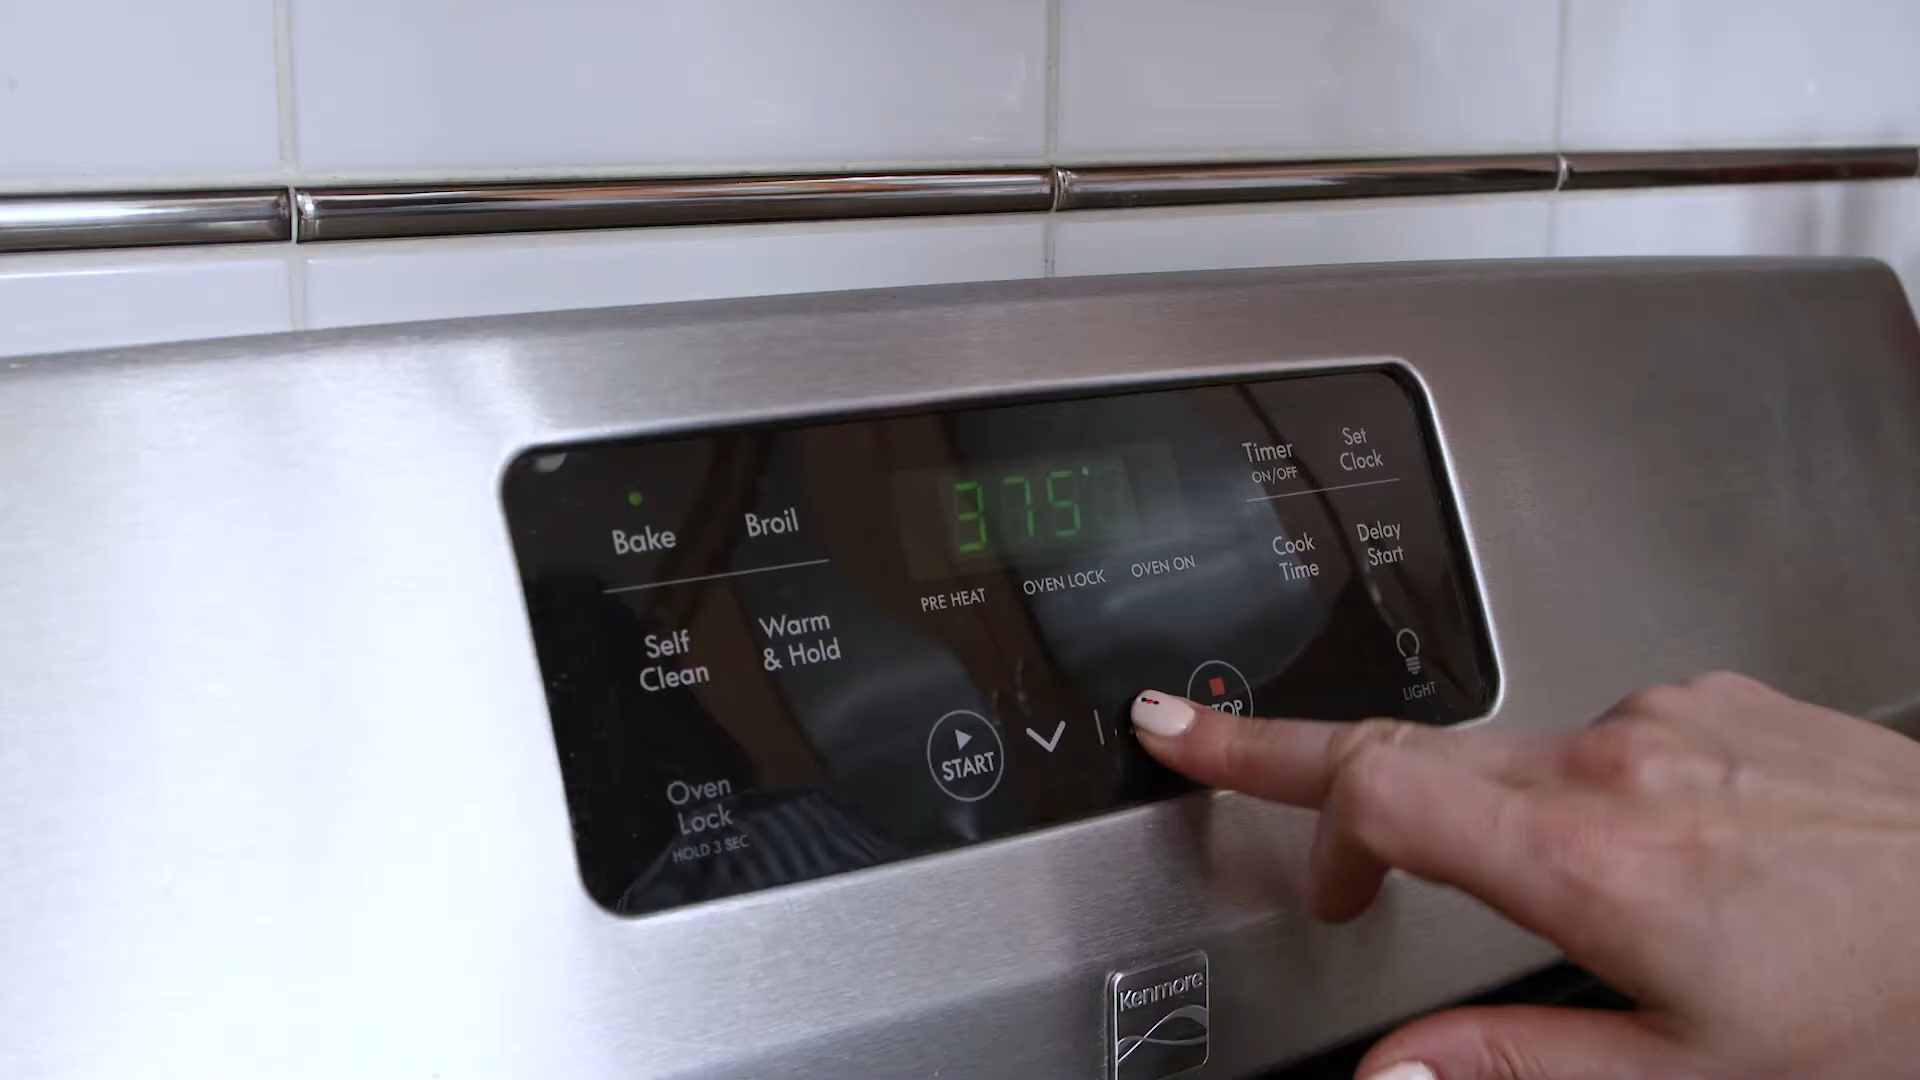 375°
Timer
ON/OFF
Set
Clock
Bake
Broil
Cook
Time
Delay
Start
PRE HEAT
OVEN LOCK
OVEN ON
Self
Clean
Warm
& Hold
START
LIGHT
Oven
Lock
HOLD 3 SEC
Kenmore